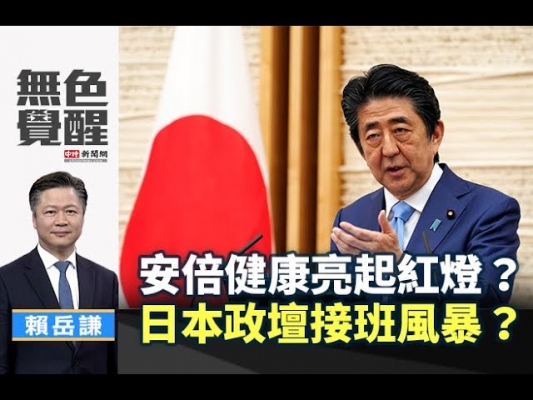 無色
覺醒
中時 新聞網
賴岳謙
安倍健康亮起紅燈？
日本政壇接班風暴？